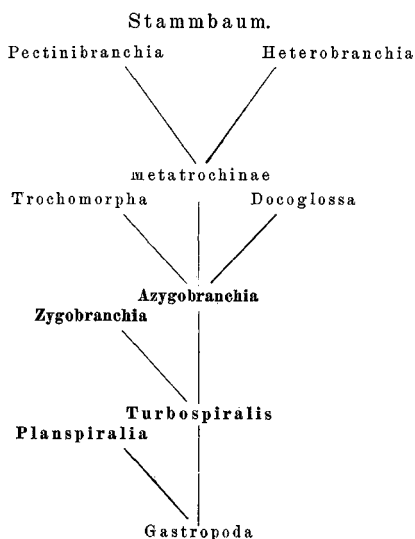 Stammbaum.
Pectinibranchia Heterobranchia
metatrochinae
Trochomorpha Docoglossa
Azygobranchia
Zygobranchia
Turbospiralis
Planspiralia
Gastropoda